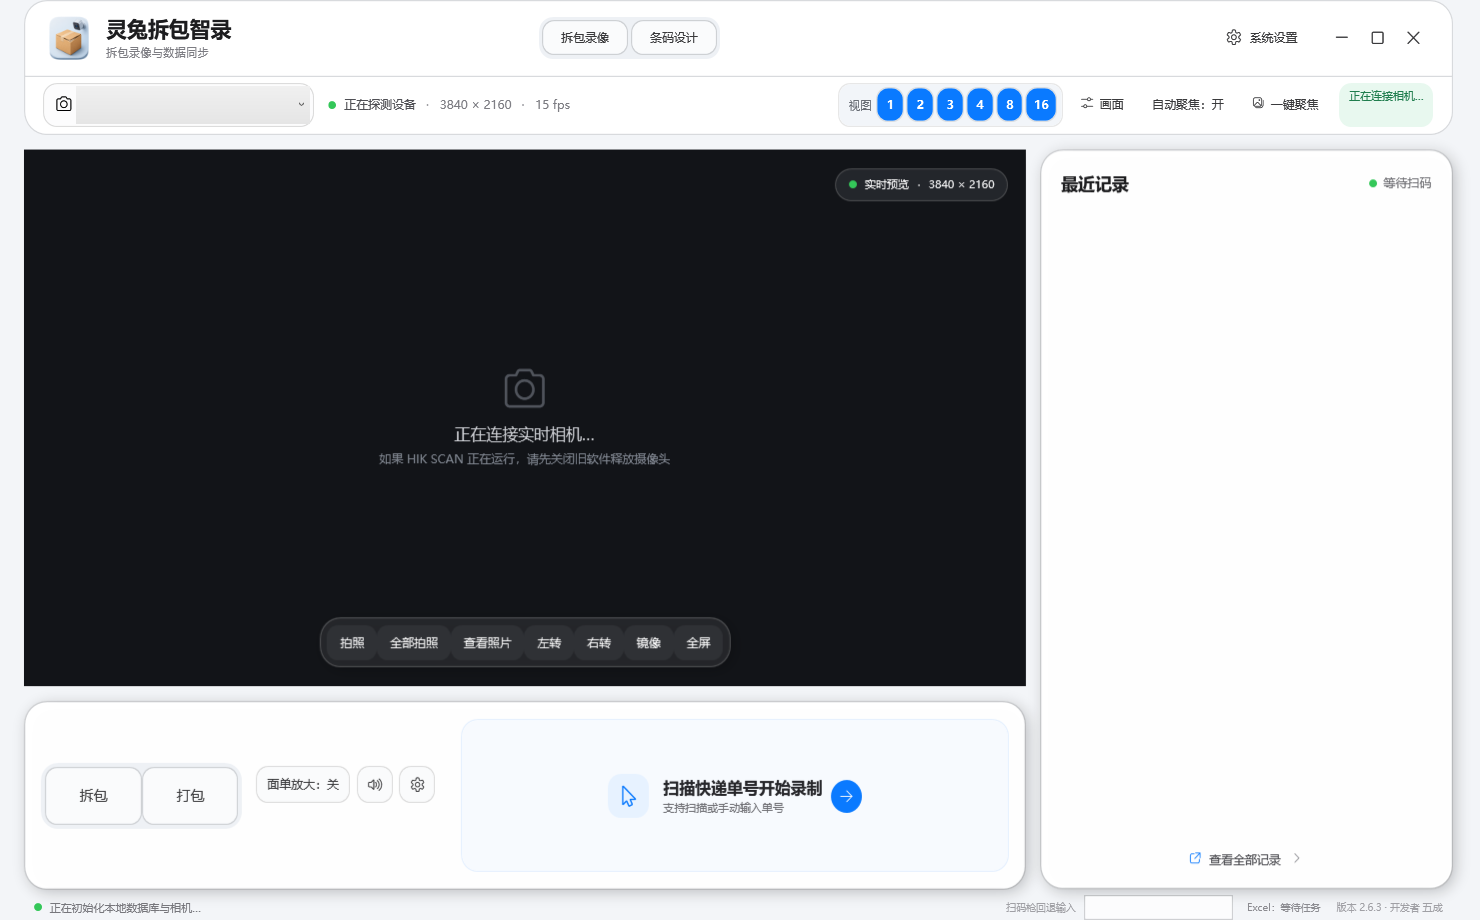 灵兔拆包智录
拆包录像与数据同步
拆包录像
条码设计
系统设置
正在探测设备 · 3840 × 2160 · 15 fps
视图 1 2 3 4 8 16
画面
自动聚焦：开
一键聚焦
正在连接相机...
实时预览 · 3840 × 2160
正在连接实时相机...
如果 HIK SCAN 正在运行，请先关闭旧软件释放摄像头
拍照 全部拍照 查看照片 左转 右转 镜像 全屏
最近记录
等待扫码
查看全部记录
拆包
打包
面单放大：关
扫描快递单号开始录制
支持扫描或手动输入单号
正在初始化本地数据库与相机...
扫码枪回退输入
Excel：等待任务
版本 2.6.3 · 开发者 五成